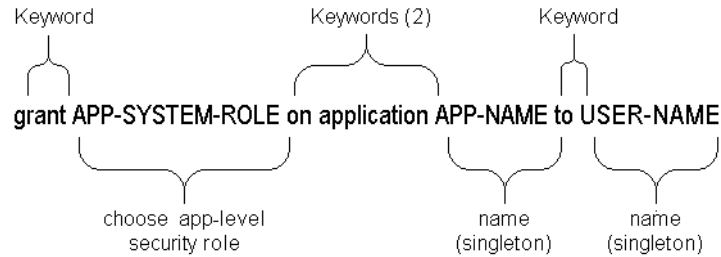 Keyword Keywords (2) Keyword
grant APP-SYSTEM-ROLE on application APP-NAME to USER-NAME
choose app-level name name
security role (singleton) (singleton)